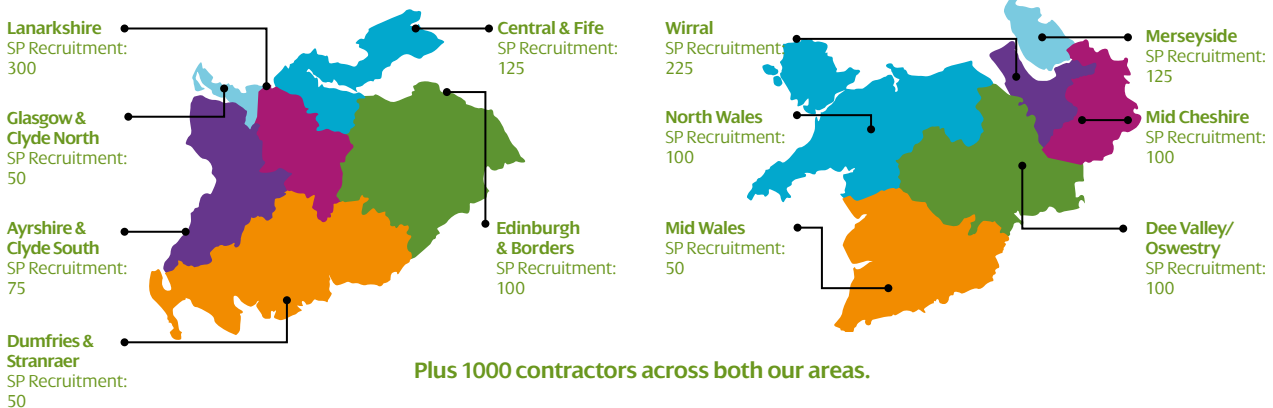 Lanarkshire
SP Recruitment:
300
Glasgow &
Clyde North
SP Recruitment:
50
Ayrshire &
Clyde South
SP Recruitment:
75
Dumfries &
Stranraer
SP Recruitment:
50
Central & Fife
SP Recruitment:
125
Edinburgh
& Borders
SP Recruitment:
100
Wirral
SP Recruitment:
225
North Wales
SP Recruitment:
100
Mid Wales
SP Recruitment:
50
Merseyside
SP Recruitment:
125
Mid Cheshire
SP Recruitment:
100
Dee Valley/
Oswestry
SP Recruitment:
100
Plus 1000 contractors across both our areas.